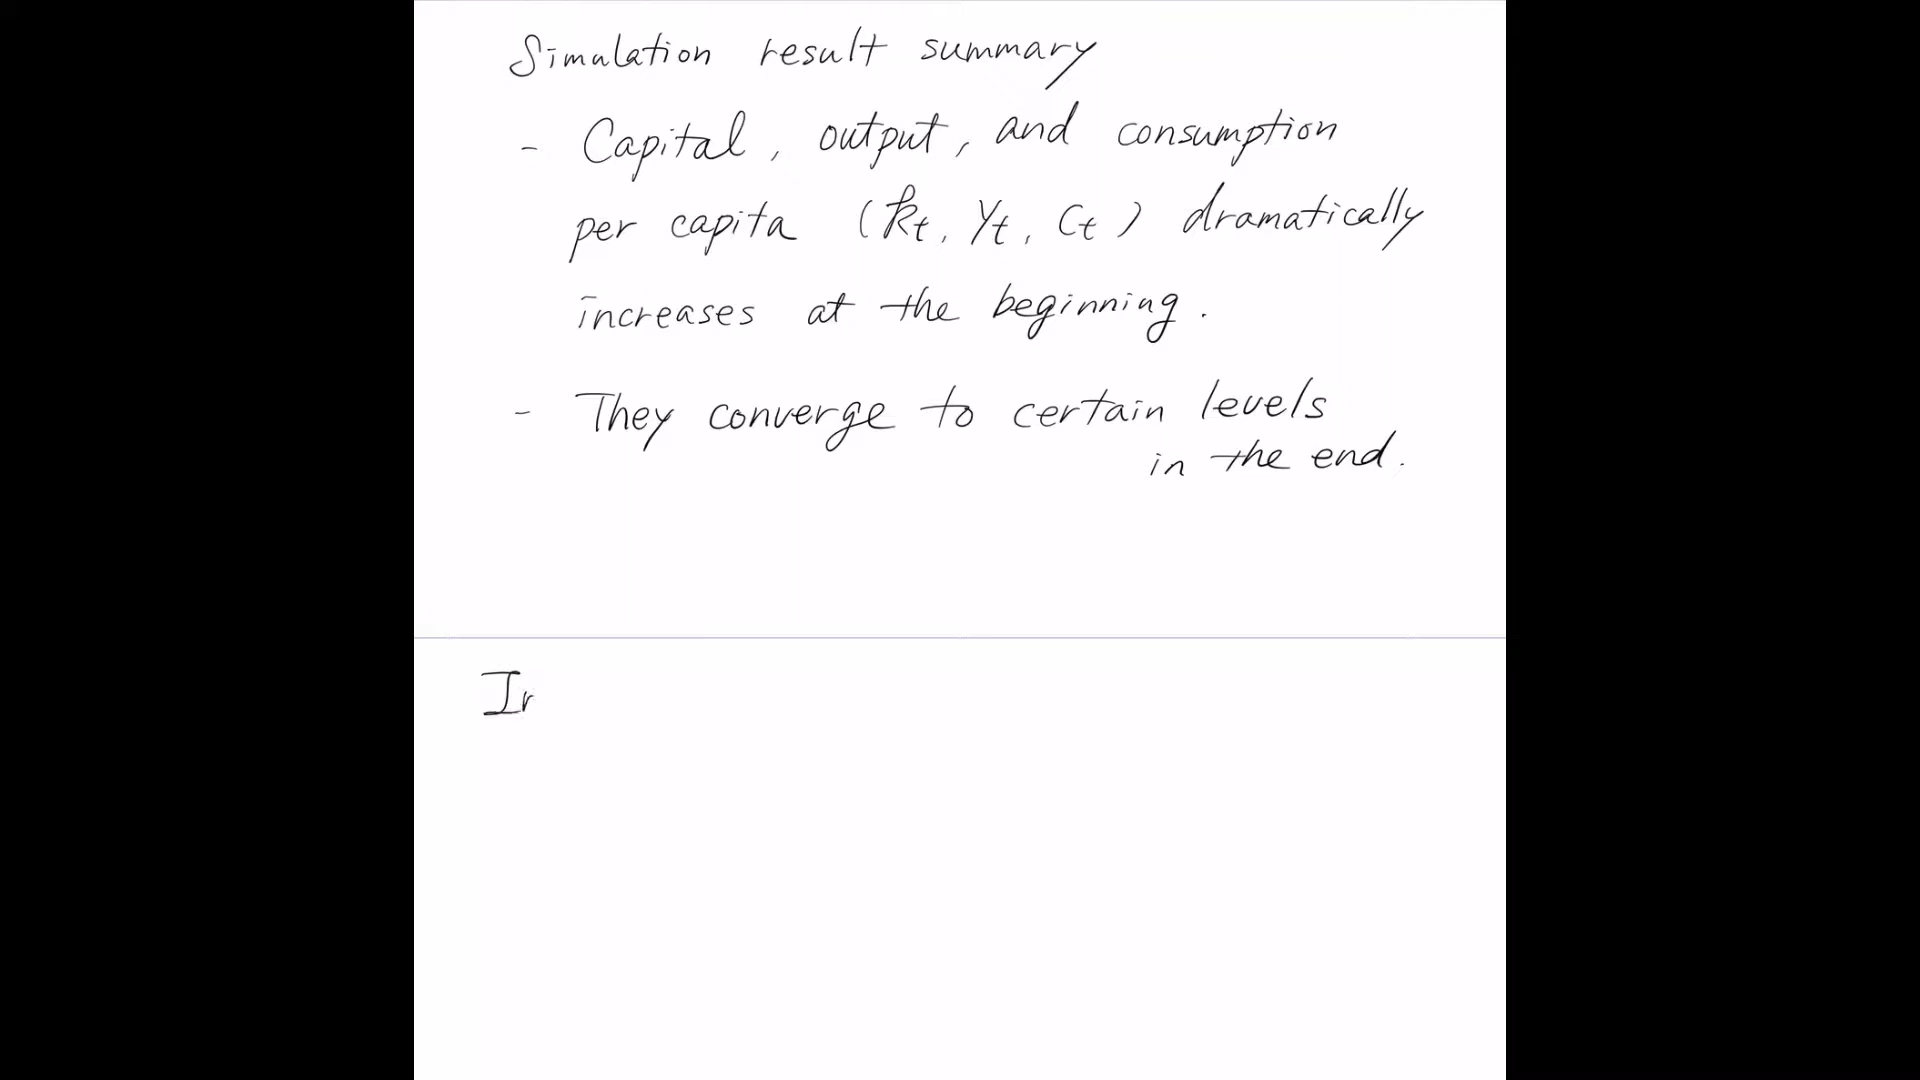 Simulation result summary
- Capital, output, and consumption
per capita (kt, yt, ct) dramatically
increases at the beginning.
- They converge to certain levels
in the end.